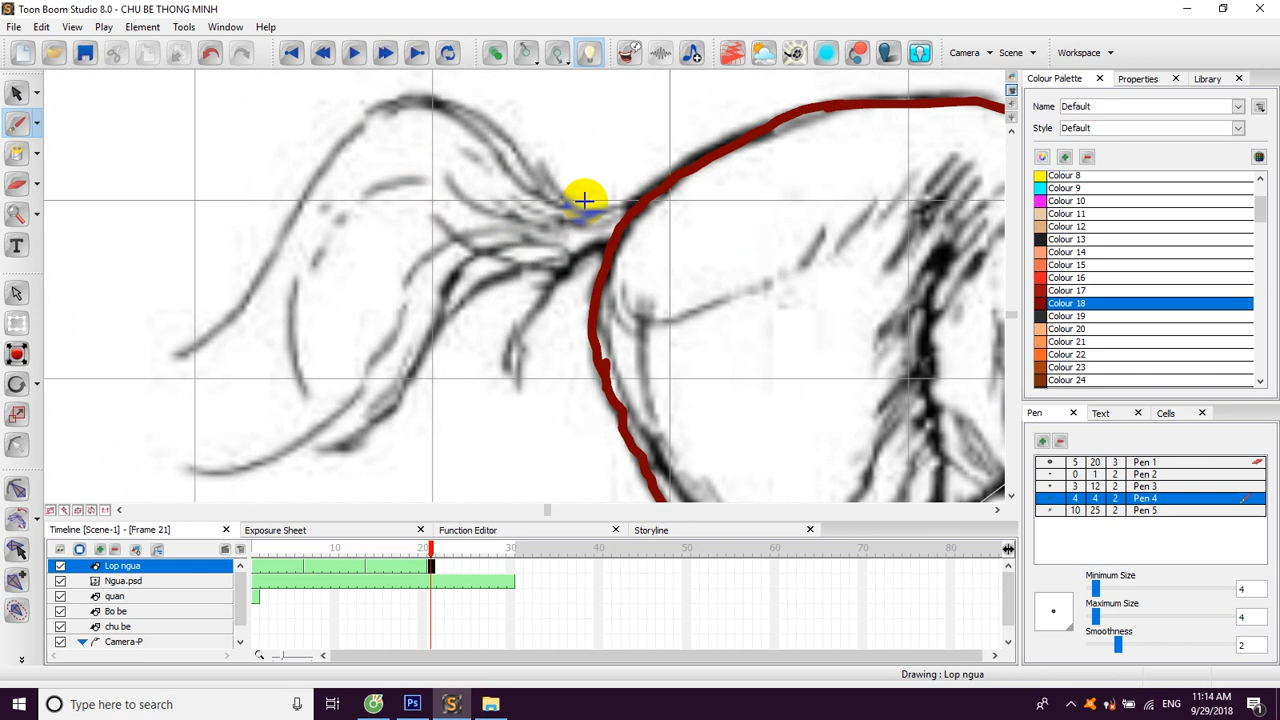 Toon Boom Studio 8.0 - CHU BE THONG MINH
File Edit View Play Element Tools Window Help
Camera Scene Workspace
Colour Palette Properties Library
Name Default
Style Default
Colour 8
Colour 9
Colour 10
Colour 11
Colour 12
Colour 13
Colour 14
Colour 15
Colour 16
Colour 17
Colour 18
Colour 19
Colour 20
Colour 21
Colour 22
Colour 23
Colour 24
Pen Text Cells
5 20 3 Pen 1
0 1 2 Pen 2
3 12 2 Pen 3
4 4 2 Pen 4
10 25 2 Pen 5
Minimum Size
4
Maximum Size
4
Smoothness
2
Timeline [Scene-1] - [Frame 21] Exposure Sheet Function Editor Storyline
10 20 30 40 50 60 70 80
Lop ngua
Ngua.psd
quan
Bo be
chu be
Camera-P
Drawing : Lop ngua
Type here to search
ENG
11:14 AM
9/29/2018